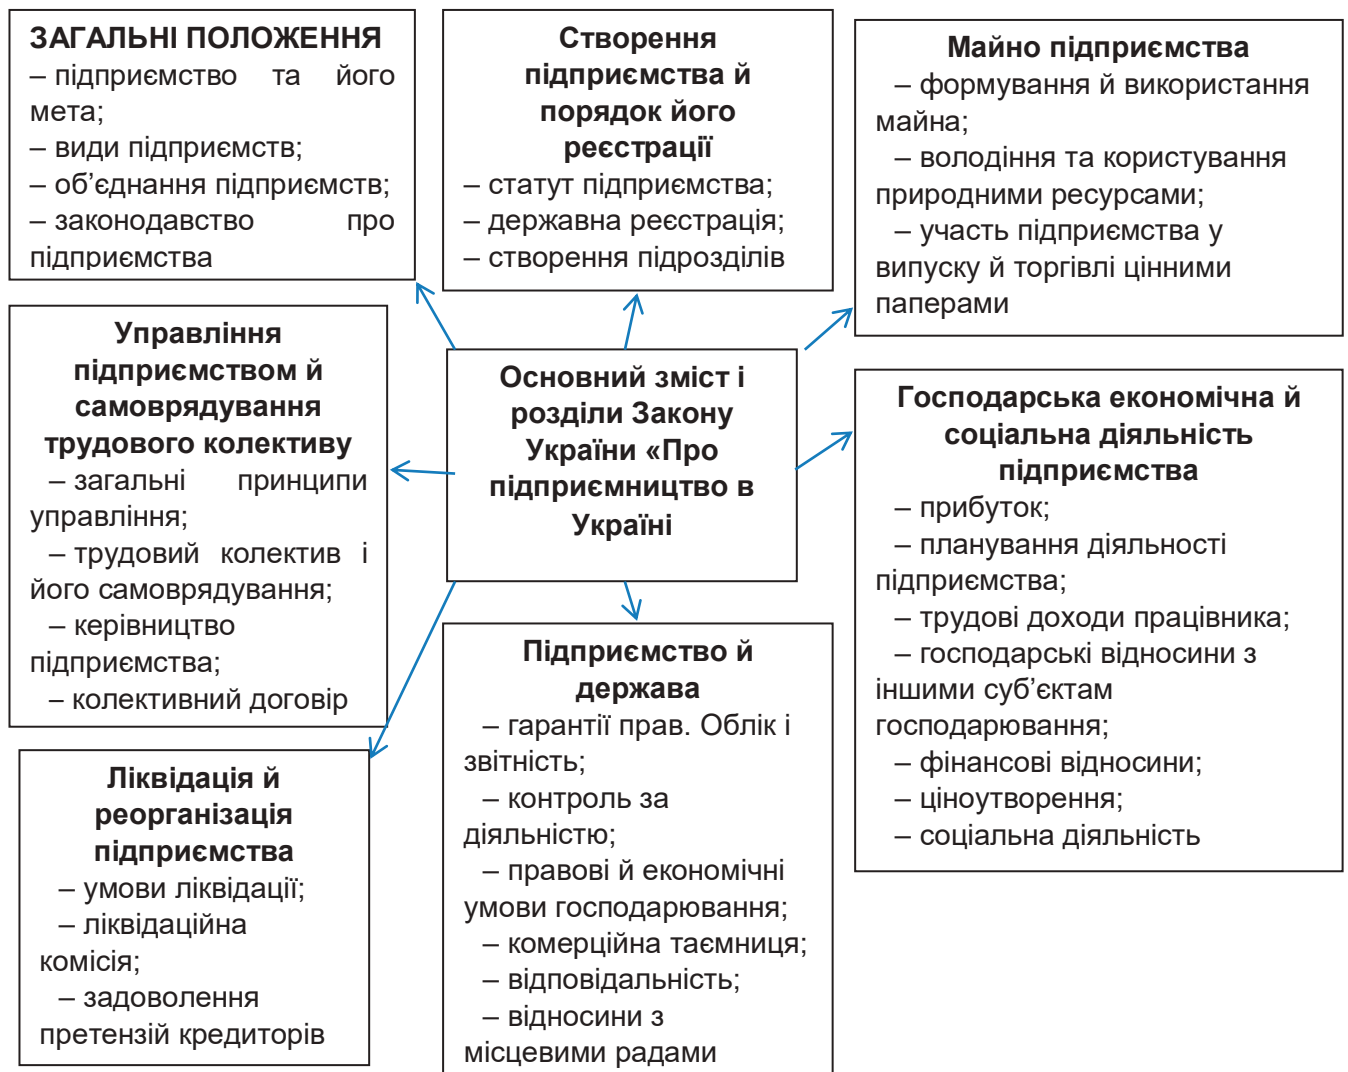 ЗАГАЛЬНІ ПОЛОЖЕННЯ
– підприємство та його
мета;
– види підприємств;
– об’єднання підприємств;
– законодавство про
підприємства
Створення
підприємства й
порядок його
реєстрації
– статут підприємства;
– державна реєстрація;
– створення підрозділів
Майно підприємства
– формування й використання
майна;
– володіння та користування
природними ресурсами;
– участь підприємства у
випуску й торгівлі цінними
паперами
Управління
підприємством й
самоврядування
трудового колективу
– загальні принципи
управління;
– трудовий колектив і
його самоврядування;
– керівництво
підприємства;
– колективний договір
Основний зміст і
розділи Закону
України «Про
підприємництво в
Україні
Господарська економічна й
соціальна діяльність
підприємства
– прибуток;
– планування діяльності
підприємства;
– трудові доходи працівника;
– господарські відносини з
іншими суб’єктам
господарювання;
– фінансові відносини;
– ціноутворення;
– соціальна діяльність
Ліквідація й
реорганізація
підприємства
– умови ліквідації;
– ліквідаційна
комісія;
– задоволення
претензій кредиторів
Підприємство й
держава
– гарантії прав. Облік і
звітність;
– контроль за
діяльністю;
– правові й економічні
умови господарювання;
– комерційна таємниця;
– відповідальність;
– відносини з
місцевими радами